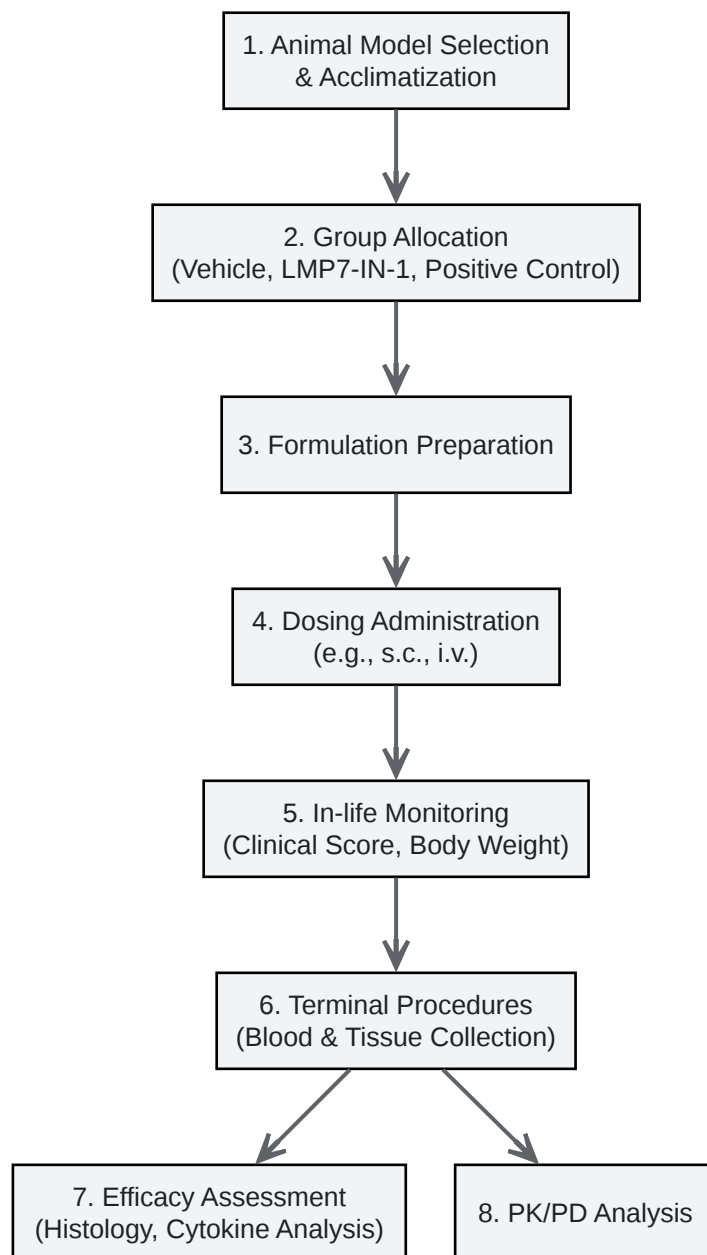 1. Animal Model Selection
& Acclimatization
2. Group Allocation
(Vehicle, LMP7-IN-1, Positive Control)
3. Formulation Preparation
4. Dosing Administration
(e.g., s.c., i.v.)
5. In-life Monitoring
(Clinical Score, Body Weight)
6. Terminal Procedures
(Blood & Tissue Collection)
7. Efficacy Assessment
(Histology, Cytokine Analysis)
8. PK/PD Analysis